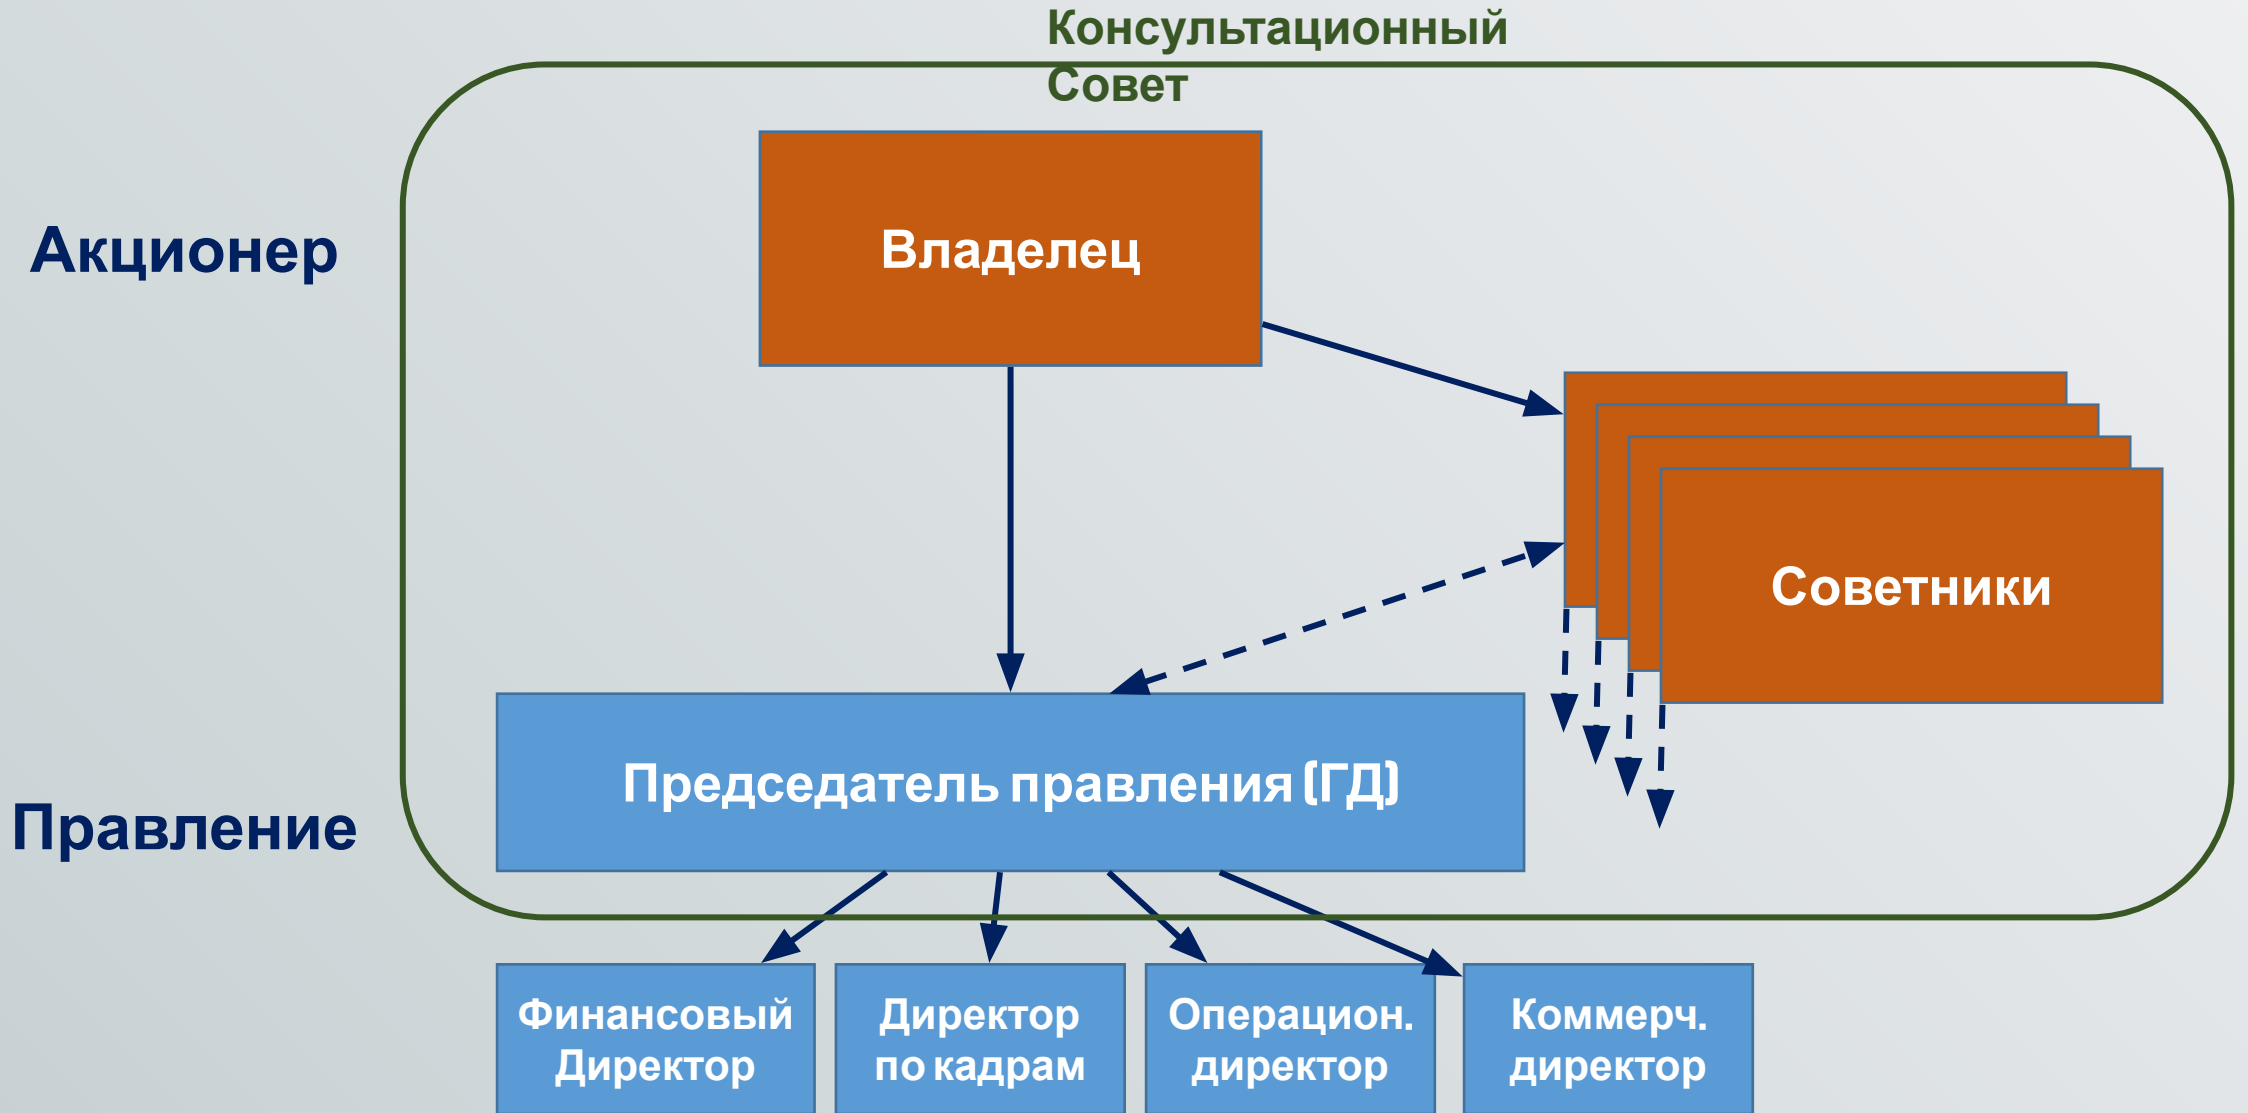 Консультационный
Совет
Акционер
Владелец
Советники
Председатель правления (ГД)
Правление
Финансовый
Директор
Директор
по кадрам
Операцион.
директор
Коммерч.
директор